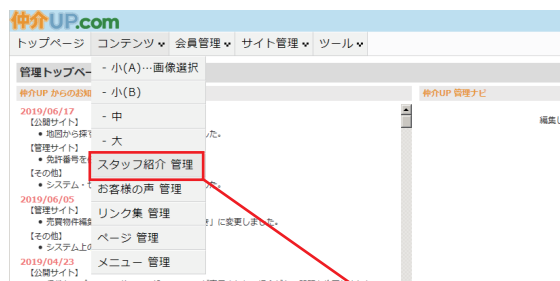 仲介UP.com
トップページ コンテンツ 会員管理 サイト管理 ツール
管理トップペー
- 小(A)…画像選択
仲介UP からのお知
- 小(B)
仲介UP 管理ナビ
2019/06/17
- 中
【公開サイト】
編集し
• 地図から探
した。
- 大
【管理サイト】
• 免許番号を
スタッフ紹介 管理
【その他】
• システム・
お客様の声 管理
2019/06/05
【管理サイト】
リンク集 管理
• 売買物件編集
」に変更しました。
【その他】
ページ 管理
• システム上の
2019/04/23
メニュー 管理
【公開サイト】